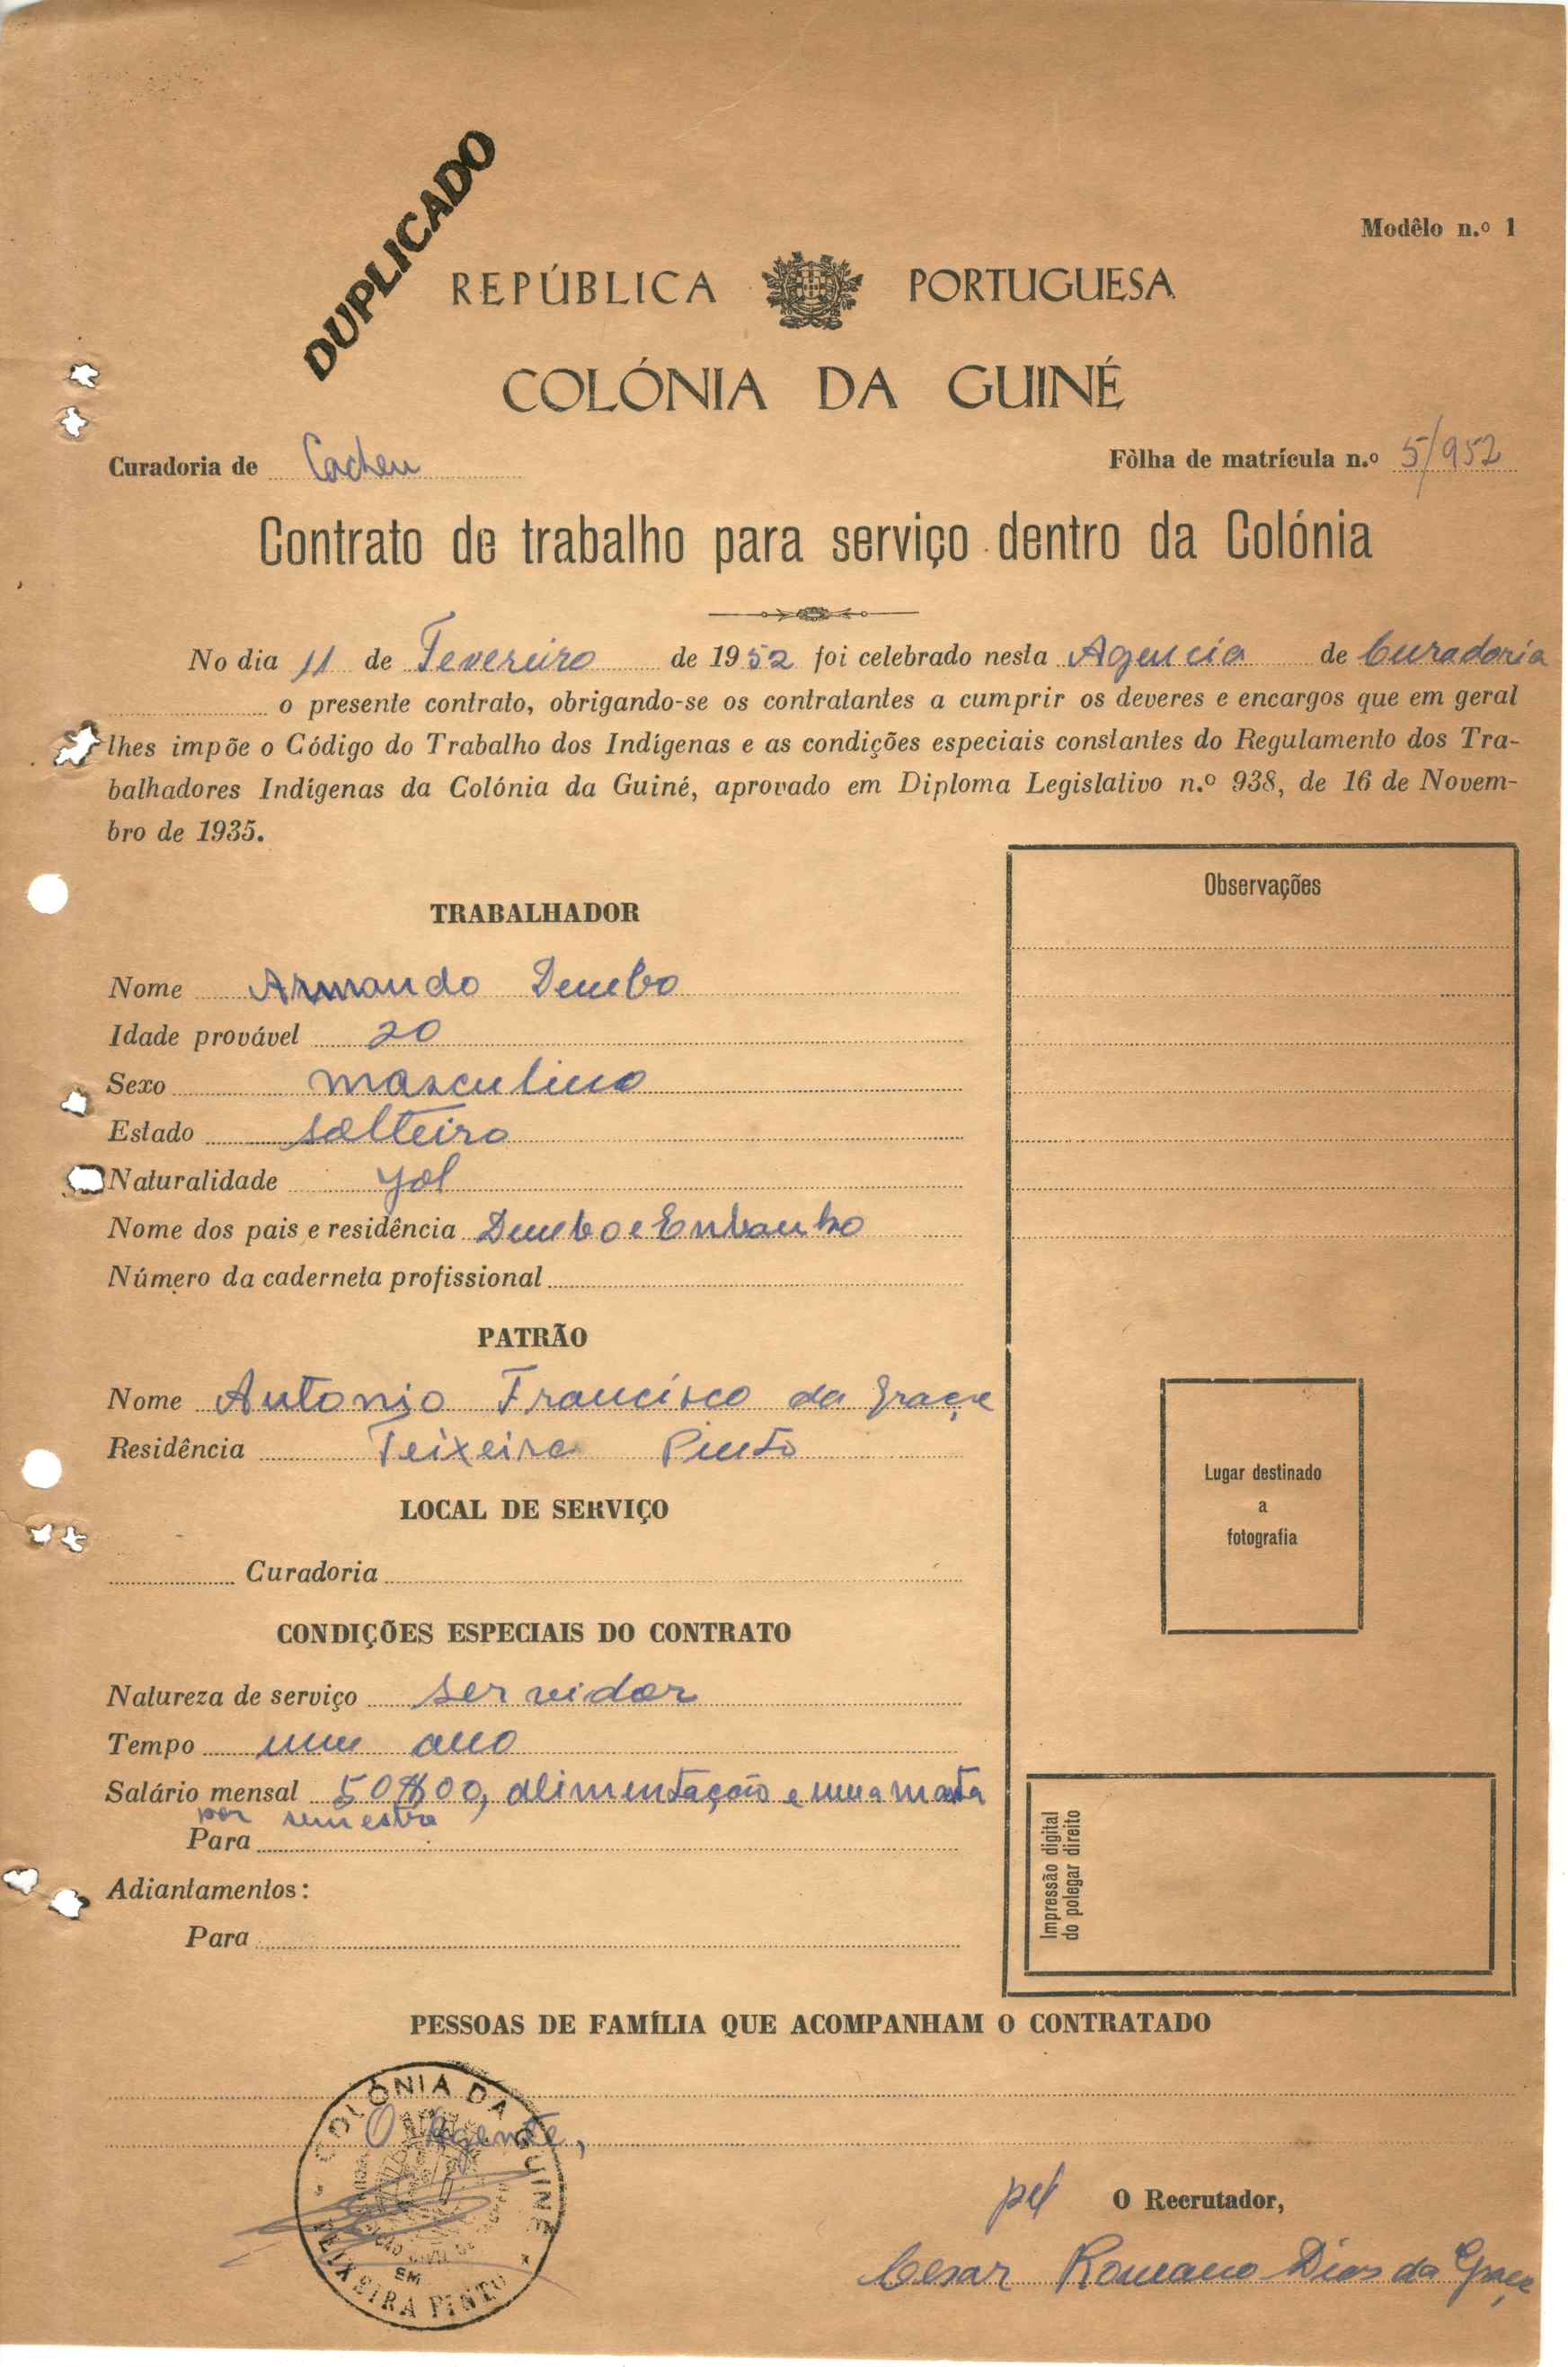 DUPLICADO
Modêlo n.º 1
REPÚBLICA PORTUGUESA
COLÓNIA DA GUINÉ
Curadoria de Cacheu
Fôlha de matrícula n.º 5/952
Contrato de trabalho para serviço dentro da Colónia
No dia 11 de Fevereiro de 1952 foi celebrado nesta Agencia de Curadoria
o presente contrato, obrigando-se os contratantes a cumprir os deveres e encargos que em geral
lhes impõe o Código do Trabalho dos Indígenas e as condições especiais constantes do Regulamento dos Tra-
balhadores Indígenas da Colónia da Guiné, aprovado em Diploma Legislativo n.º 938, de 16 de Novem-
bro de 1935.
TRABALHADOR
Nome Armando
Idade provável 20
Sexo masculino
Estado solteiro
Naturalidade Jol
Nome dos pais e residência
Número da caderneta profissional
PATRÃO
Nome Antonio Francisco da Graça
Residência Teixeira Pinto
LOCAL DE SERVIÇO
Curadoria
CONDIÇÕES ESPECIAIS DO CONTRATO
Natureza de serviço servidor
Tempo um ano
Salário mensal 50$00, alimentação e uma manta
por semestre
Para
Adiantamentos:
Para
Observações
Lugar destinado
a
fotografia
Impressão digital
do polegar direito
PESSOAS DE FAMÍLIA QUE ACOMPANHAM O CONTRATADO
O Agente,
COLÓNIA DA GUINÉ
EM
TEIXEIRA PINTO
O Recrutador,
Cesar Romano Dias da Graça